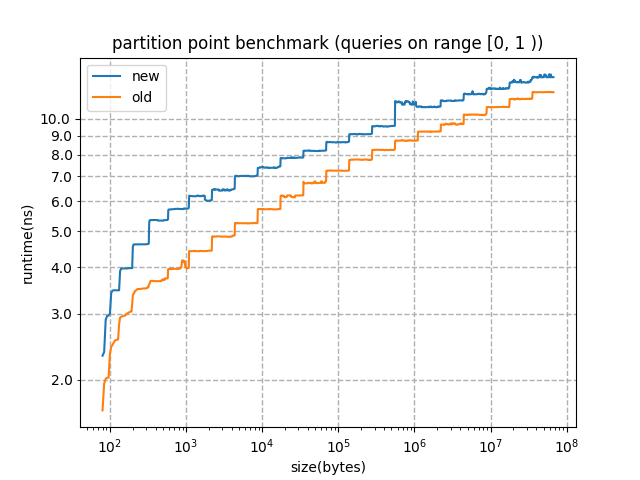 partition point benchmark (queries on range [0, 1 ))
new
old
10.0
9.0
8.0
7.0
6.0
5.0
4.0
3.0
2.0
runtime(ns)
10² 10³ 10⁴ 10⁵ 10⁶ 10⁷ 10⁸
size(bytes)